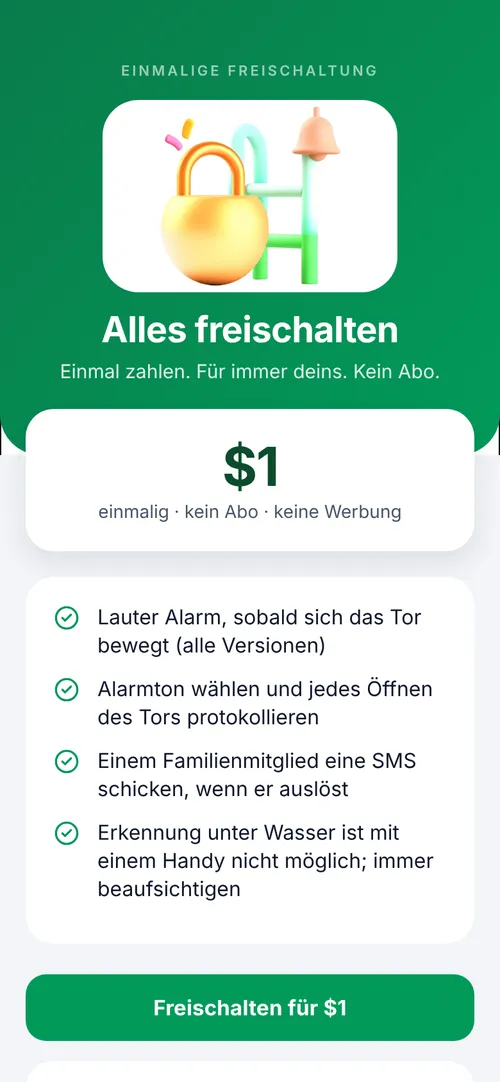 EINMALIGE FREISCHALTUNG
Alles freischalten
Einmal zahlen. Für immer deins. Kein Abo.
$1
einmalig · kein Abo · keine Werbung
Lauter Alarm, sobald sich das Tor
bewegt (alle Versionen)
Alarmton wählen und jedes Öffnen
des Tors protokollieren
Einem Familienmitglied eine SMS
schicken, wenn er auslöst
Erkennung unter Wasser ist mit
einem Handy nicht möglich; immer
beaufsichtigen
Freischalten für $1